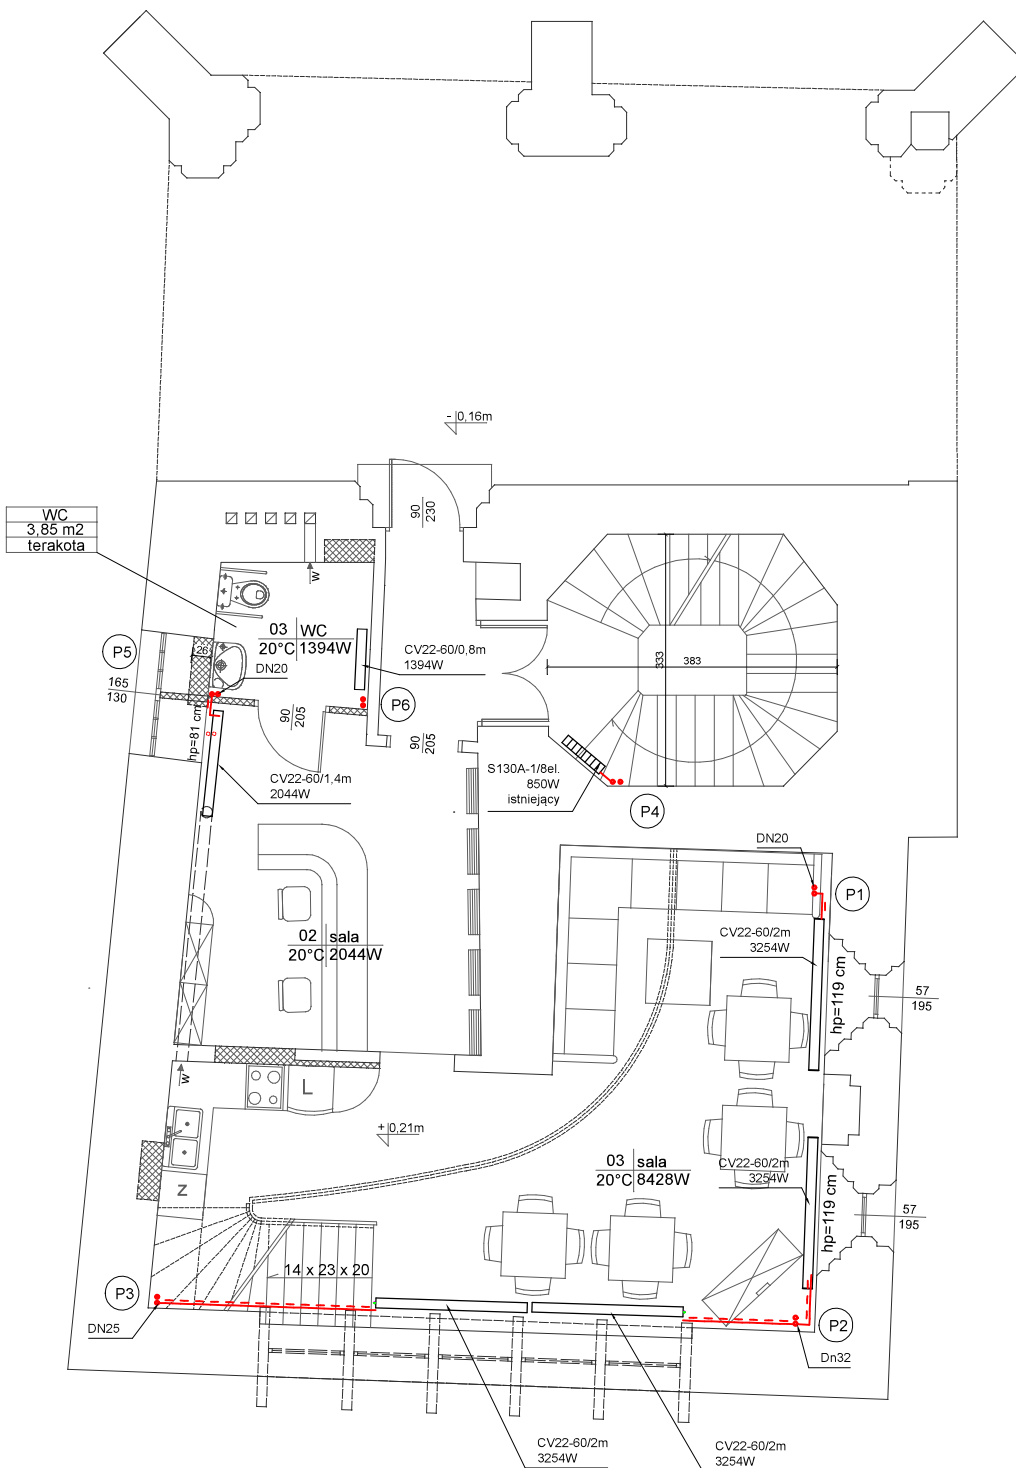 - 0,16m
90
230
WC
3,85 m2
terakota
w
03 WC
20°C 1394W
CV22-60/0,8m
1394W
P5
26
DN20
165
130
P6
hp=81 cm
90
205
90
205
333
383
CV22-60/1,4m
2044W
S130A-1/8el.
850W
istniejący
P4
DN20
P1
02 sala
20°C 2044W
CV22-60/2m
3254W
hp=119 cm
57
195
w
L
+ 0,21m
03 sala
20°C 8428W
CV22-60/2m
3254W
Z
hp=119 cm
57
195
14 x 23 x 20
P3
DN25
P2
Dn32
CV22-60/2m
3254W
CV22-60/2m
3254W